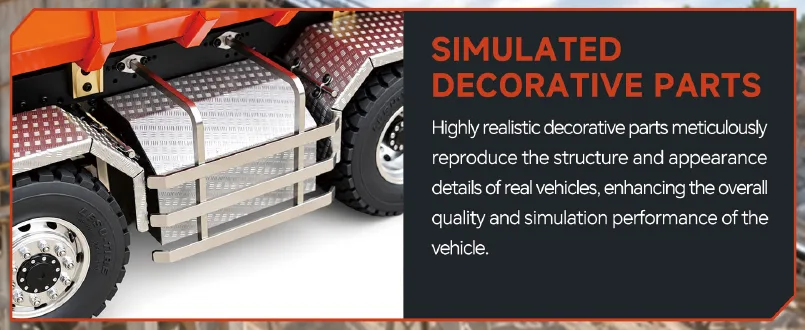 SIMULATED
DECORATIVE PARTS
Highly realistic decorative parts meticulously
reproduce the structure and appearance
details of real vehicles, enhancing the overall
quality and simulation performance of the
vehicle.